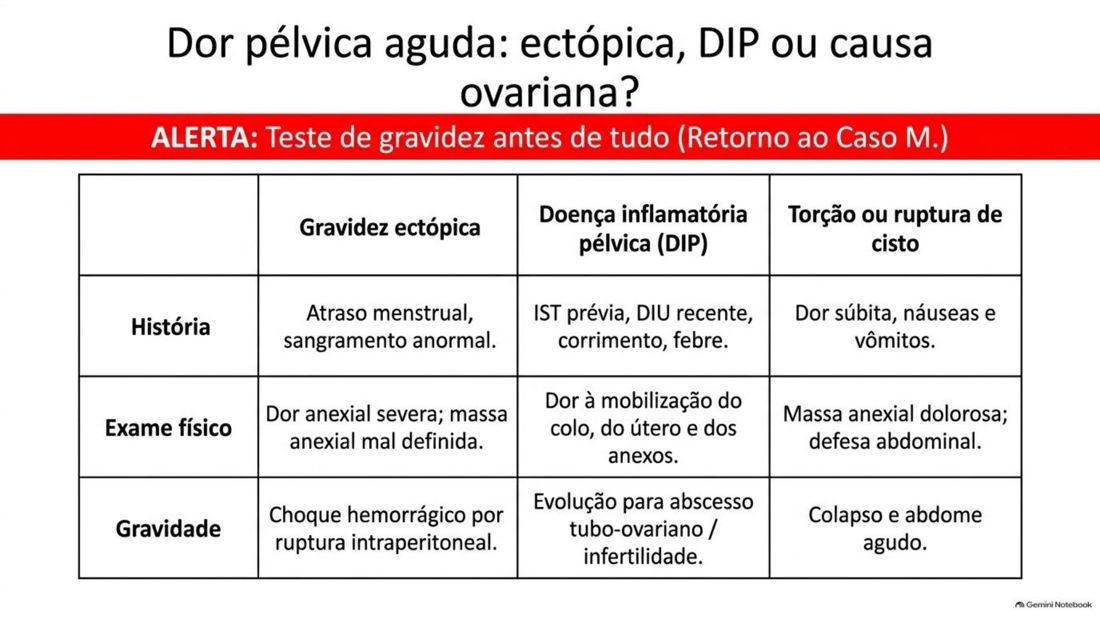 Dor pélvica aguda: ectópica, DIP ou causa
ovariana?
ALERTA: Teste de gravidez antes de tudo (Retorno ao Caso M.)
Gravidez ectópica
Doença inflamatória
pélvica (DIP)
Torção ou ruptura de
cisto
História
Atraso menstrual,
sangramento anormal.
IST prévia, DIU recente,
corrimento, febre.
Dor súbita, náuseas e
vômitos.
Exame físico
Dor anexial severa; massa
anexial mal definida.
Dor à mobilização do
colo, do útero e dos
anexos.
Massa anexial dolorosa;
defesa abdominal.
Gravidade
Choque hemorrágico por
ruptura intraperitoneal.
Evolução para abscesso
tubo-ovariano /
infertilidade.
Colapso e abdome
agudo.
Gemini Notebook